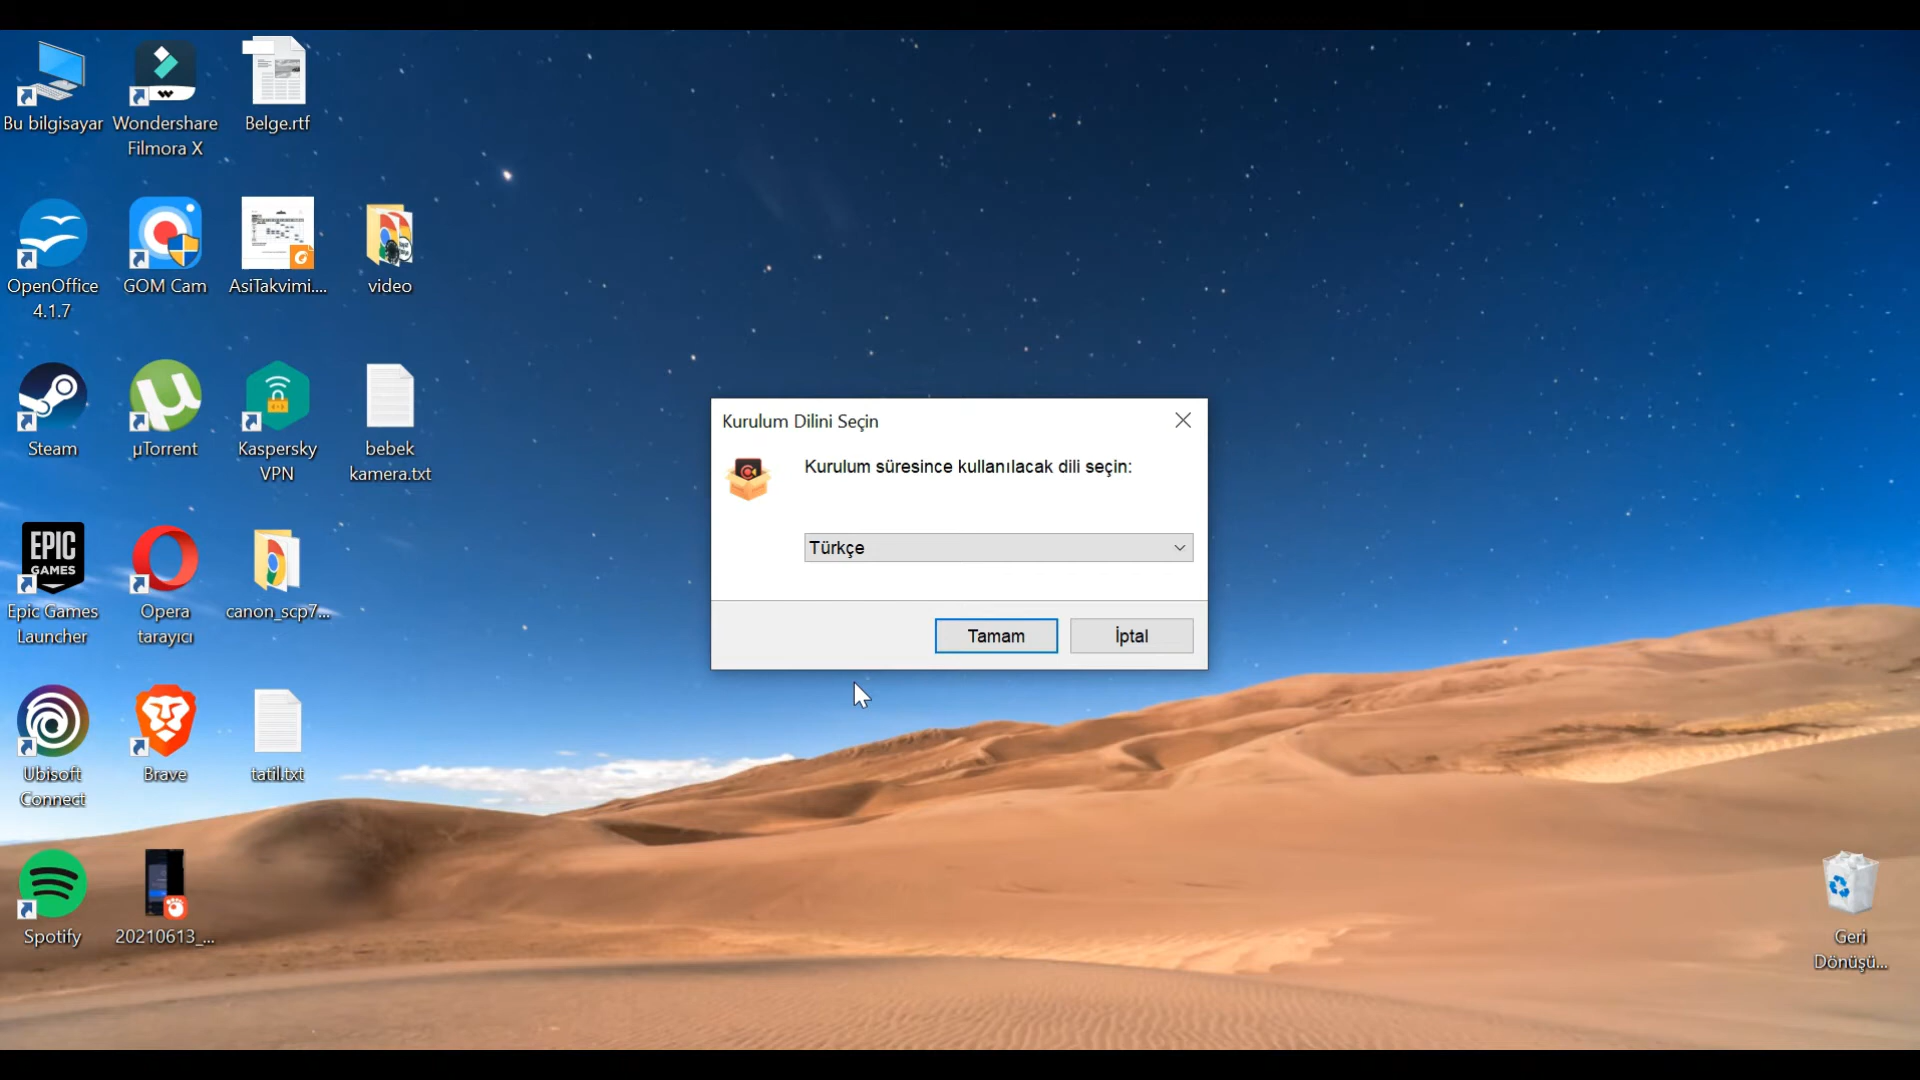 Bu bilgisayar
Wondershare
Filmora X
Belge.rtf
OpenOffice
4.1.7
GOM Cam
AsiTakvimi....
video
Steam
µTorrent
Kaspersky
VPN
bebek
kamera.txt
EPIC
GAMES
Epic Games
Launcher
Opera
tarayıcı
canon_scp7...
Ubisoft
Connect
Brave
tatil.txt
Spotify
20210613_...
Kurulum Dilini Seçin
Kurulum süresince kullanılacak dili seçin:
Türkçe
Tamam
İptal
Geri
Dönüşü...